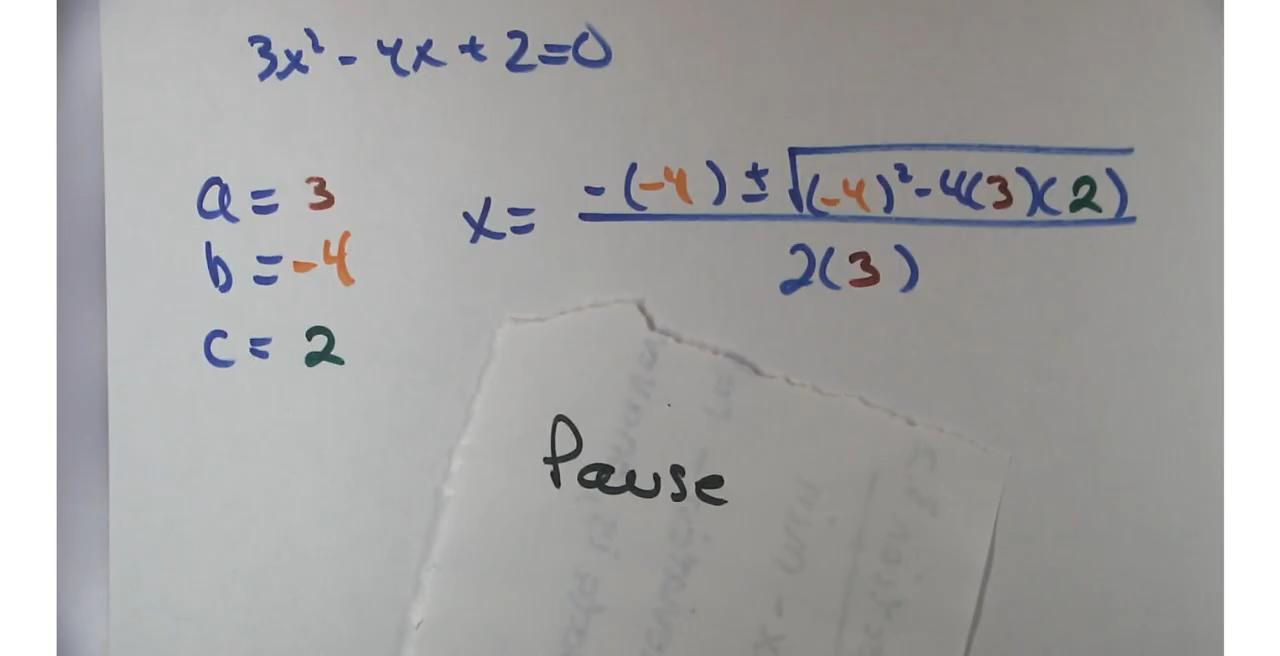 3x² - 4x + 2 = 0
a = 3
b = -4
c = 2
x = (-(-4) ± √((-4)² - 4(3)(2))) / 2(3)
Pause